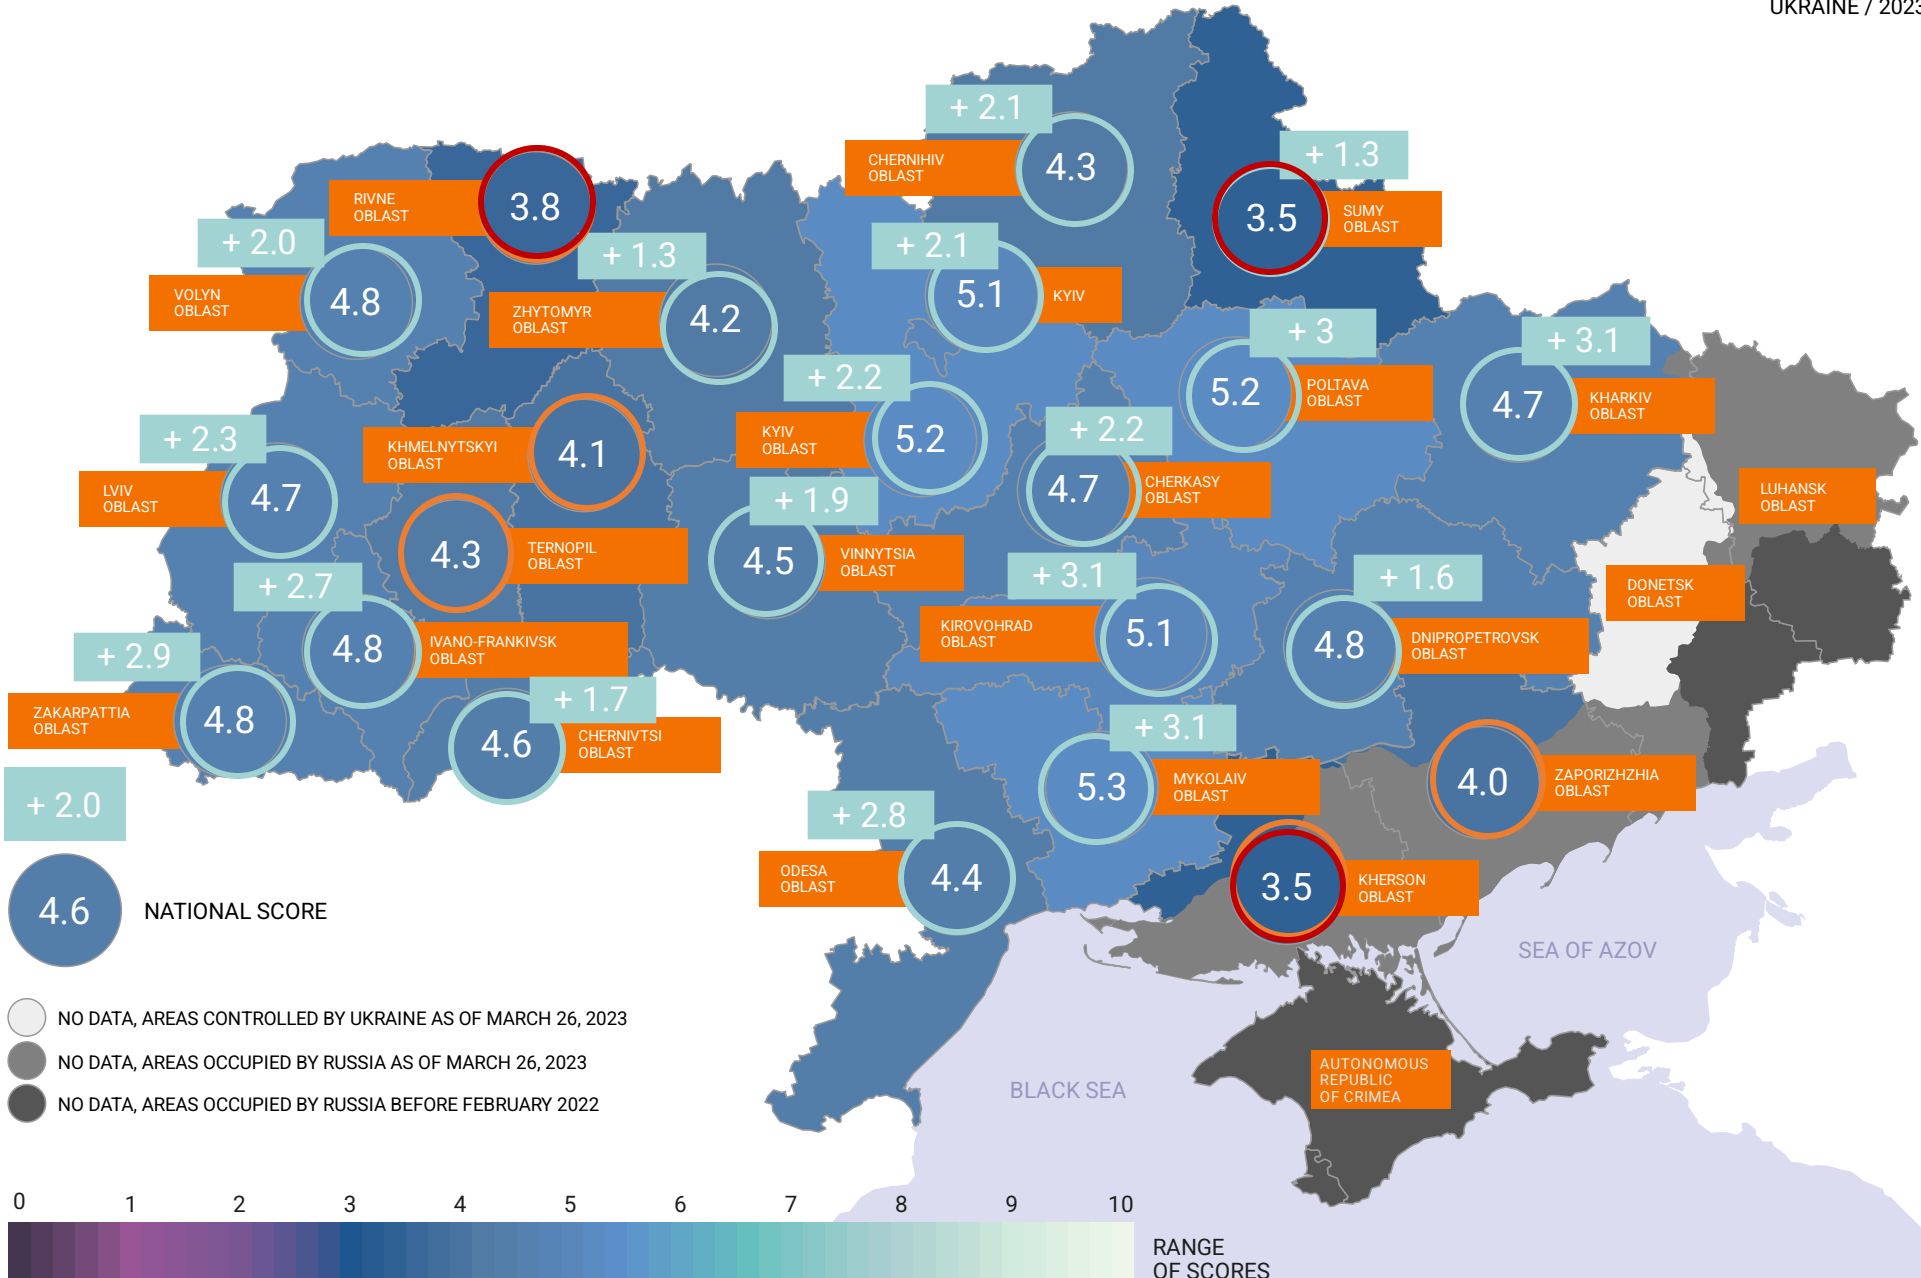 UKRAINE / 2023
+ 2.1
CHERNIHIV
OBLAST
4.3
+ 1.3
3.5
SUMY
OBLAST
RIVNE
OBLAST
3.8
+ 2.0
VOLYN
OBLAST
4.8
+ 1.3
ZHYTOMYR
OBLAST
4.2
+ 2.1
5.1
KYIV
+ 3
5.2
POLTAVA
OBLAST
+ 3.1
4.7
KHARKIV
OBLAST
+ 2.2
KYIV
OBLAST
5.2
+ 2.2
4.7
CHERKASY
OBLAST
+ 2.3
LVIV
OBLAST
4.7
KHMELNYTSKYI
OBLAST
4.1
4.3
TERNOPIL
OBLAST
+ 1.9
4.5
VINNYTSIA
OBLAST
LUHANSK
OBLAST
DONETSK
OBLAST
+ 2.7
4.8
IVANO-FRANKIVSK
OBLAST
+ 3.1
KIROVOHRAD
OBLAST
5.1
+ 1.6
4.8
DNIPROPETROVSK
OBLAST
+ 2.9
ZAKARPATTIA
OBLAST
4.8
+ 1.7
4.6
CHERNIVTSI
OBLAST
+ 3.1
5.3
MYKOLAIV
OBLAST
4.0
ZAPORIZHZHIA
OBLAST
+ 2.8
ODESA
OBLAST
4.4
3.5
KHERSON
OBLAST
+ 2.0
4.6
NATIONAL SCORE
SEA OF AZOV
BLACK SEA
AUTONOMOUS
REPUBLIC
OF CRIMEA
NO DATA, AREAS CONTROLLED BY UKRAINE AS OF MARCH 26, 2023
NO DATA, AREAS OCCUPIED BY RUSSIA AS OF MARCH 26, 2023
NO DATA, AREAS OCCUPIED BY RUSSIA BEFORE FEBRUARY 2022
0 1 2 3 4 5 6 7 8 9 10
RANGE
OF SCORES